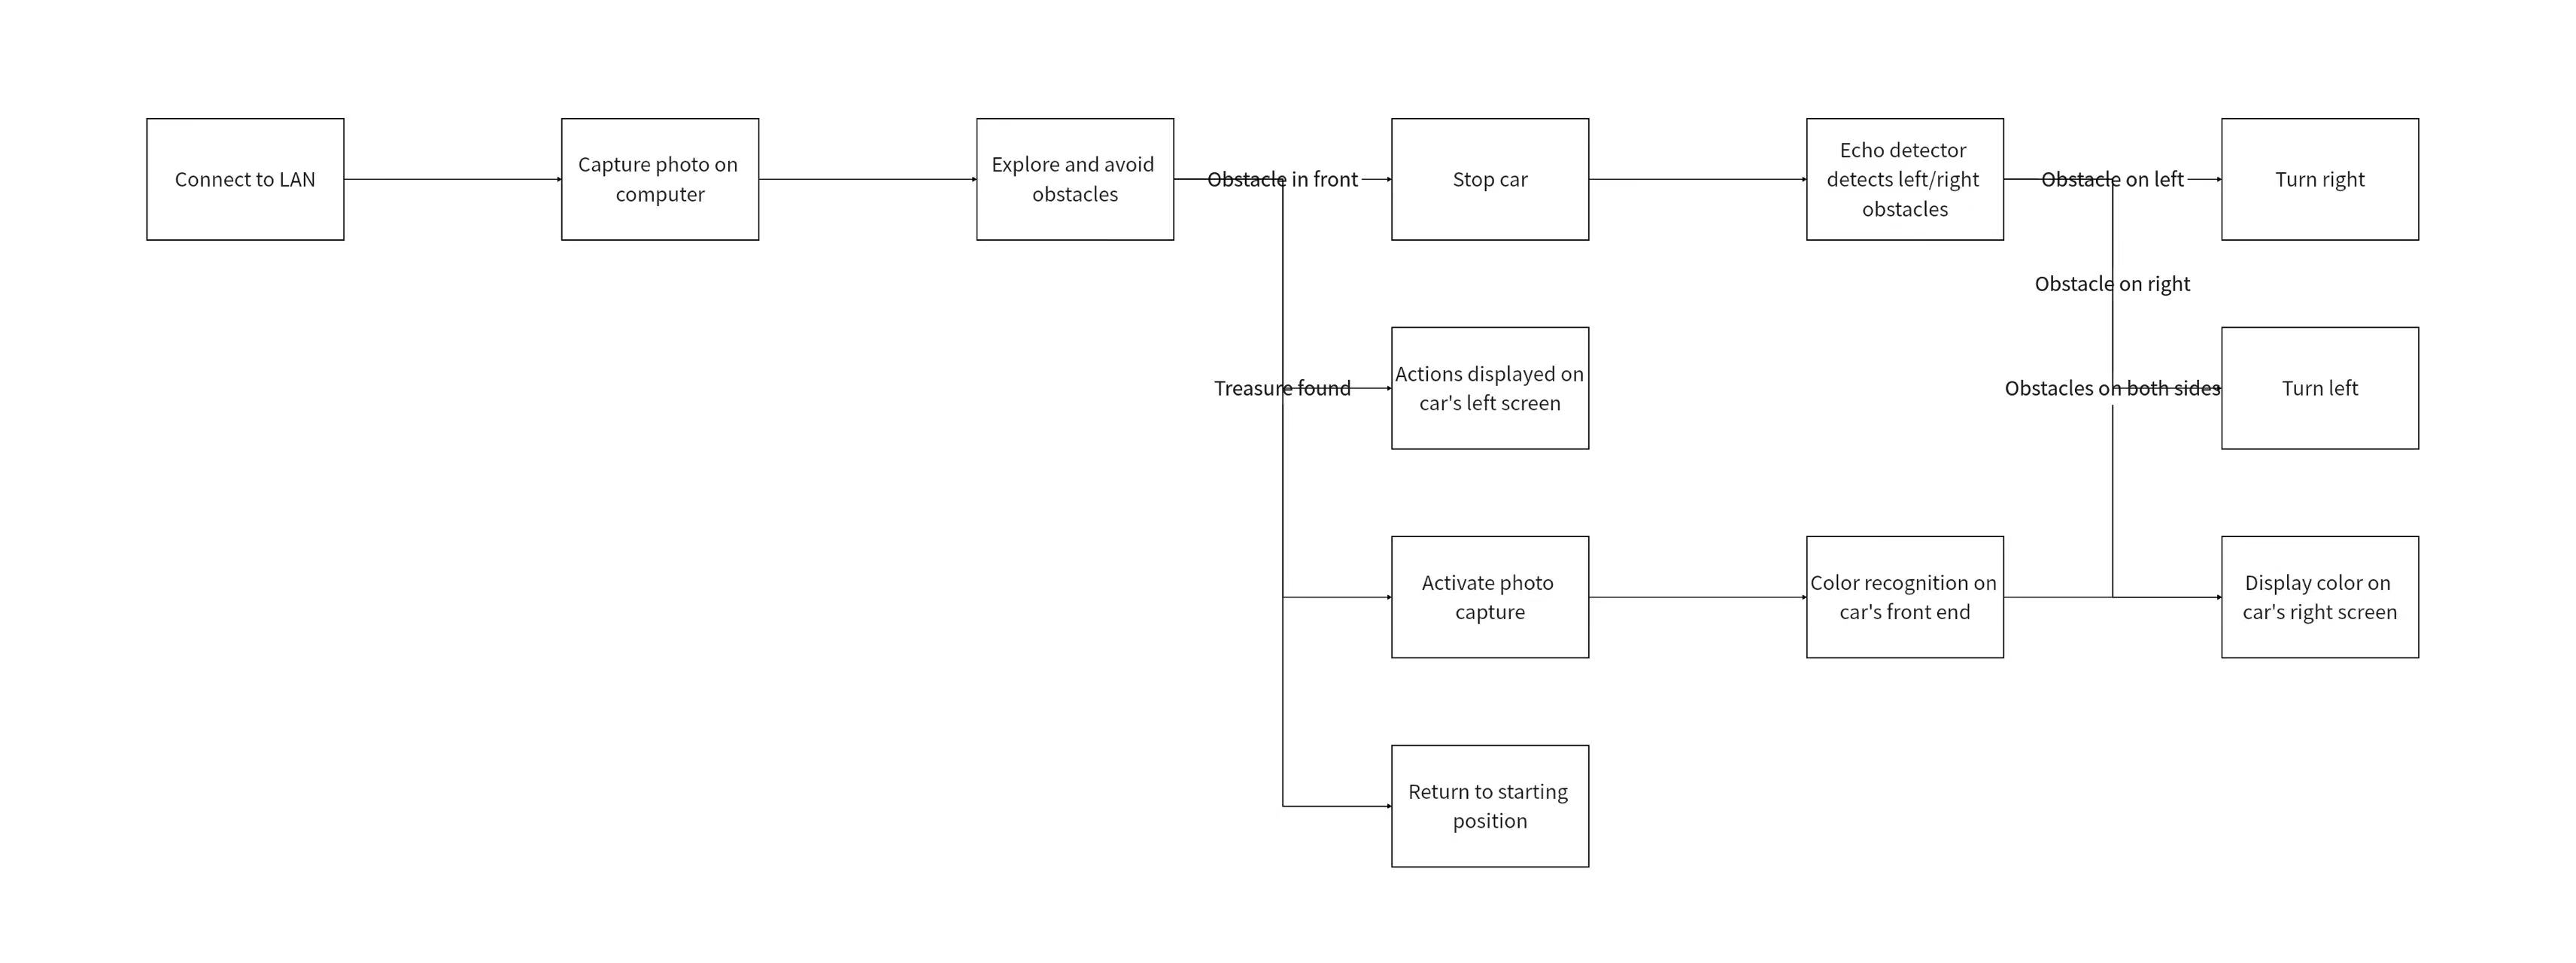 Connect to LAN
Capture photo on
computer
Explore and avoid
obstacles
Obstacle in front
Stop car
Echo detector
detects left/right
obstacles
Obstacle on left
Turn right
Obstacle on right
Treasure found
Actions displayed on
car's left screen
Obstacles on both sides
Turn left
Activate photo
capture
Color recognition on
car's front end
Display color on
car's right screen
Return to starting
position